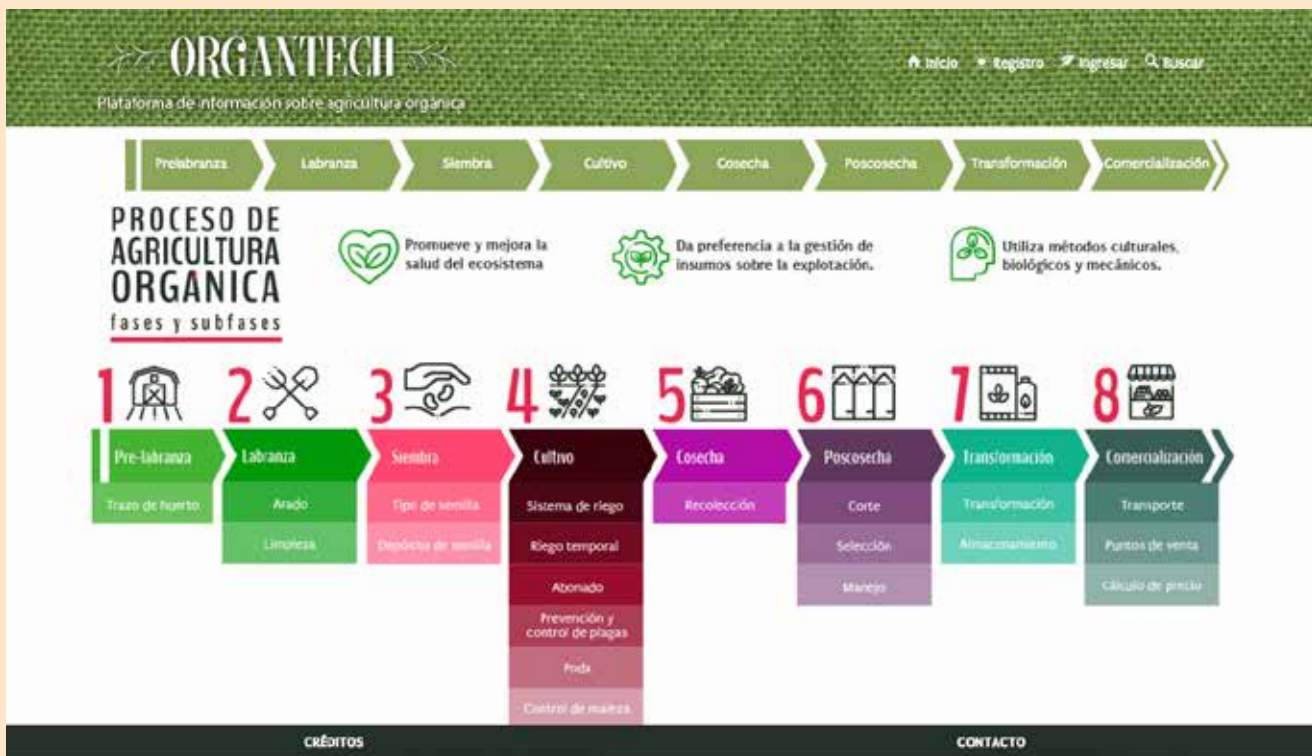 ORGANTECH
Inicio Registro Ingresar Buscar
Plataforma de información sobre agricultura orgánica
Prelabranza Labranza Siembra Cultivo Cosecha Poscosecha Transformación Comercialización
PROCESO DE
AGRICULTURA
ORGÁNICA
fases y subfases
Promueve y mejora la
salud del ecosistema
Da preferencia a la gestión de
insumos sobre la explotación.
Utiliza métodos culturales,
biológicos y mecánicos.
1 2 3 4 5 6 7 8
Pre-labranza Labranza Siembra Cultivo Cosecha Poscosecha Transformación Comercialización
Trazo de huerto Arado Tipo de semilla Sistema de riego Recolección Corte Transformación Transporte
Limpieza Depósito de semilla Riego temporal Selección Almacenamiento Puntos de venta
Abonado Manejo Cálculo de precio
Prevención y
control de plagas
Poda
Control de maleza
CRÉDITOS CONTACTO